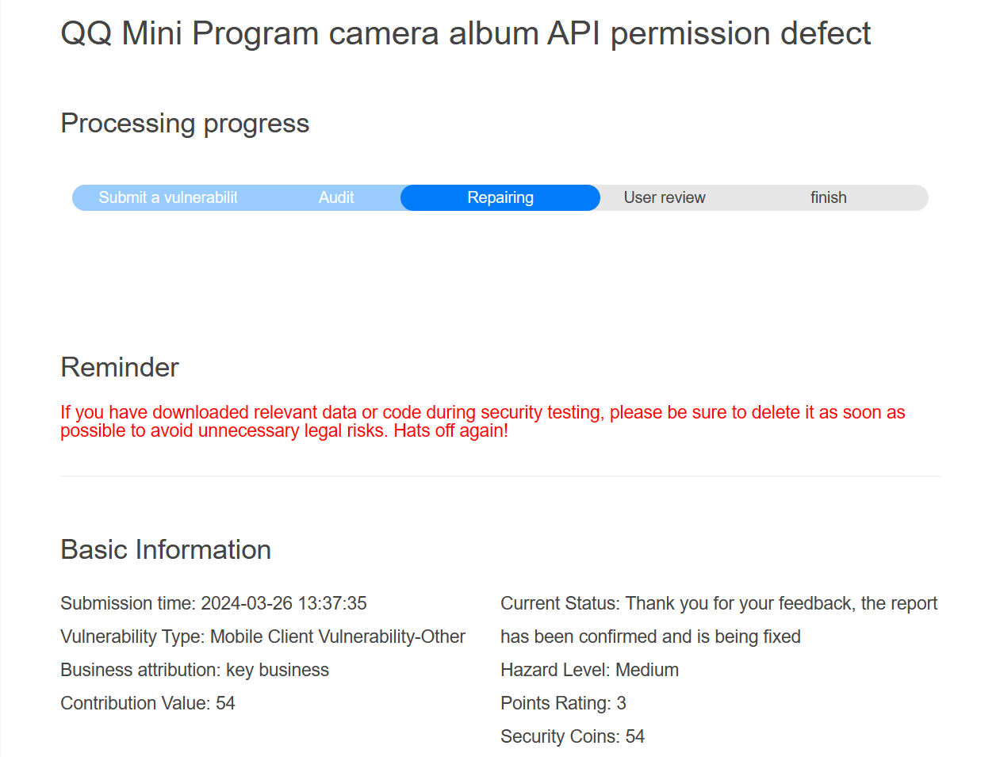 QQ Mini Program camera album API permission defect
Processing progress
Submit a vulnerabilit
Audit
Repairing
User review
finish
Reminder
If you have downloaded relevant data or code during security testing, please be sure to delete it as soon as
possible to avoid unnecessary legal risks. Hats off again!
Basic Information
Submission time: 2024-03-26 13:37:35
Vulnerability Type: Mobile Client Vulnerability-Other
Business attribution: key business
Contribution Value: 54
Current Status: Thank you for your feedback, the report
has been confirmed and is being fixed
Hazard Level: Medium
Points Rating: 3
Security Coins: 54